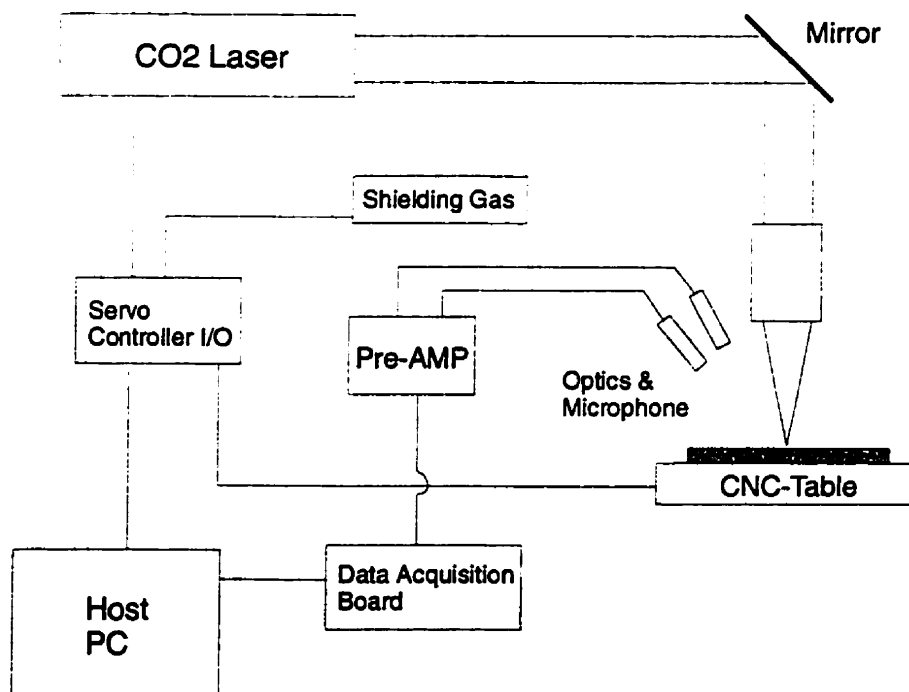 CO2 Laser
Mirror
Shielding Gas
Servo
Controller I/O
Pre-AMP
Optics &
Microphone
CNC-Table
Data Acquisition
Board
Host
PC